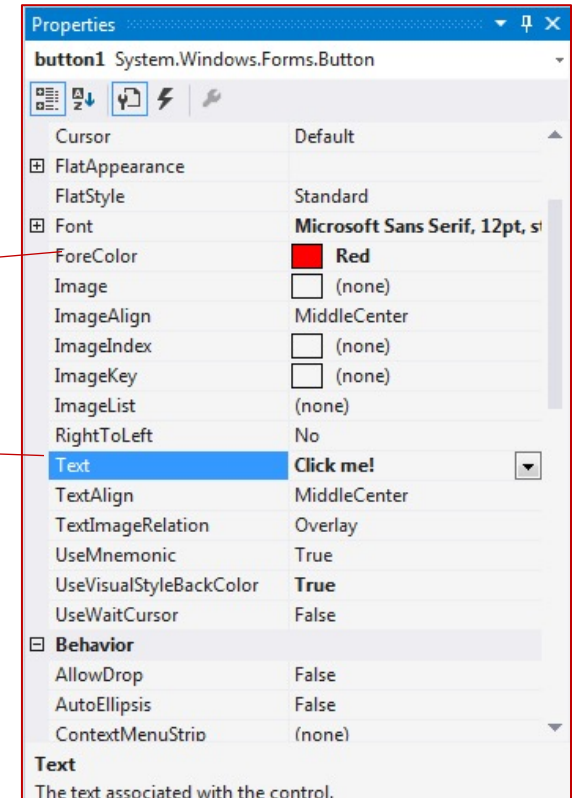 Properties
button1 System.Windows.Forms.Button
Cursor Default
FlatAppearance
FlatStyle Standard
Font Microsoft Sans Serif, 12pt, st
ForeColor Red
Image (none)
ImageAlign MiddleCenter
ImageIndex (none)
ImageKey (none)
ImageList (none)
RightToLeft No
Text Click me!
TextAlign MiddleCenter
TextImageRelation Overlay
UseMnemonic True
UseVisualStyleBackColor True
UseWaitCursor False
Behavior
AllowDrop False
AutoEllipsis False
ContextMenuStrip (none)
Text
The text associated with the control.